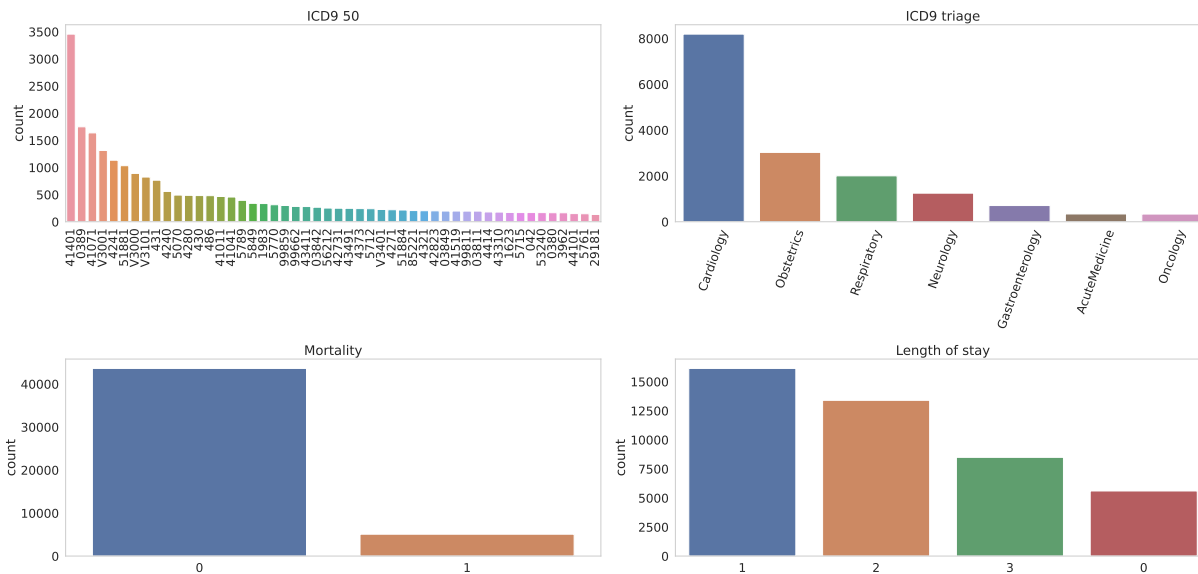 ICD9 50
3500
3000
2500
2000
1500
1000
500
0
count
41401 0389 41071 V3001 4241 51881 V3000 V3101 431 4240 5070 4280 430 486 41011 41041 5789 5849 1983 5770 99859 99662 43411 03842 56212 42731 43491 4373 5712 V3401 4271 51884 85221 4321 42823 03849 41519 99811 03811 4414 43310 1623 5715 042 53240 0380 3962 44101 5761 29181
ICD9 triage
8000
6000
4000
2000
0
count
Cardiology Obstetrics Respiratory Neurology Gastroenterology AcuteMedicine Oncology
Mortality
40000
30000
20000
10000
0
count
0 1
Length of stay
15000
12500
10000
7500
5000
2500
0
count
1 2 3 0